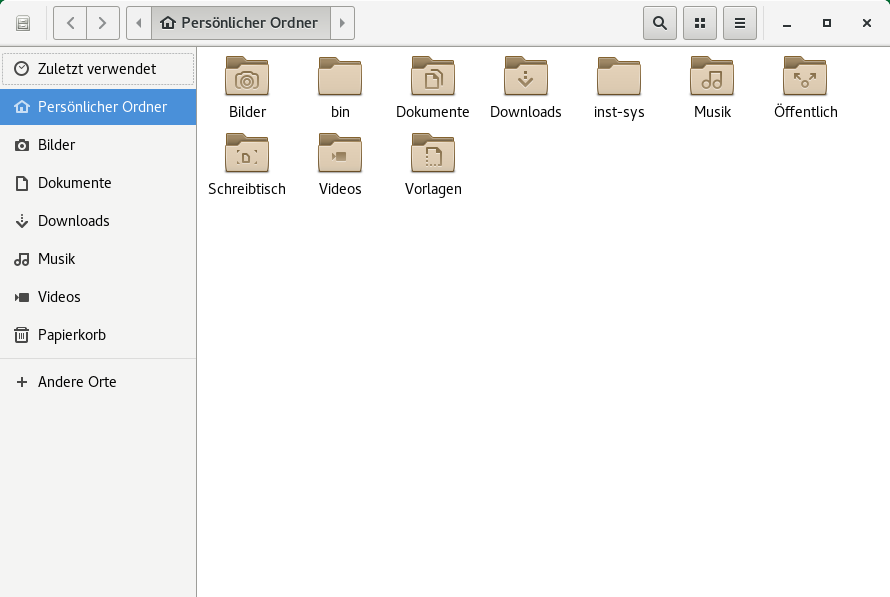 Persönlicher Ordner
Zuletzt verwendet
Persönlicher Ordner
Bilder
Dokumente
Downloads
Musik
Videos
Papierkorb
Andere Orte
Bilder bin Dokumente Downloads inst-sys Musik Öffentlich
Schreibtisch Videos Vorlagen